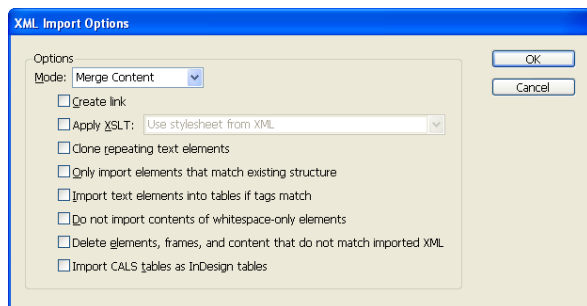 XML Import Options
Options
Mode: Merge Content
OK
Cancel
Create link
Apply XSLT: Use stylesheet from XML
Clone repeating text elements
Only import elements that match existing structure
Import text elements into tables if tags match
Do not import contents of whitespace-only elements
Delete elements, frames, and content that do not match imported XML
Import CALS tables as InDesign tables